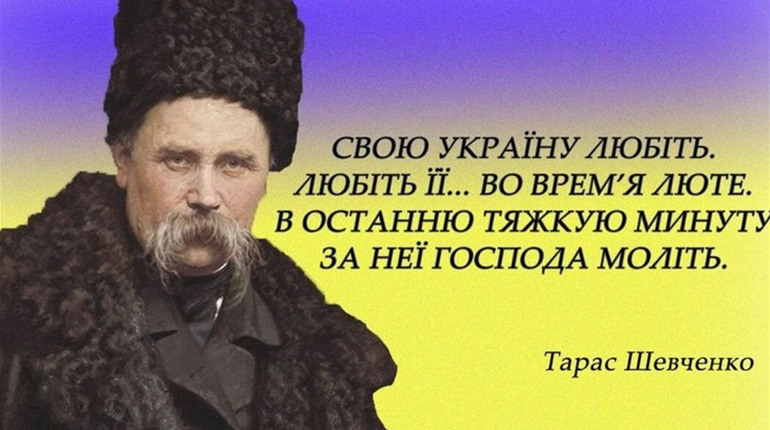 СВОЮ УКРАЇНУ ЛЮБІТЬ.
ЛЮБІТЬ ЇЇ... ВО ВРЕМ'Я ЛЮТЕ.
В ОСТАННЮ ТЯЖКУЮ МИНУТУ
ЗА НЕЇ ГОСПОДА МОЛІТЬ.
Тарас Шевченко